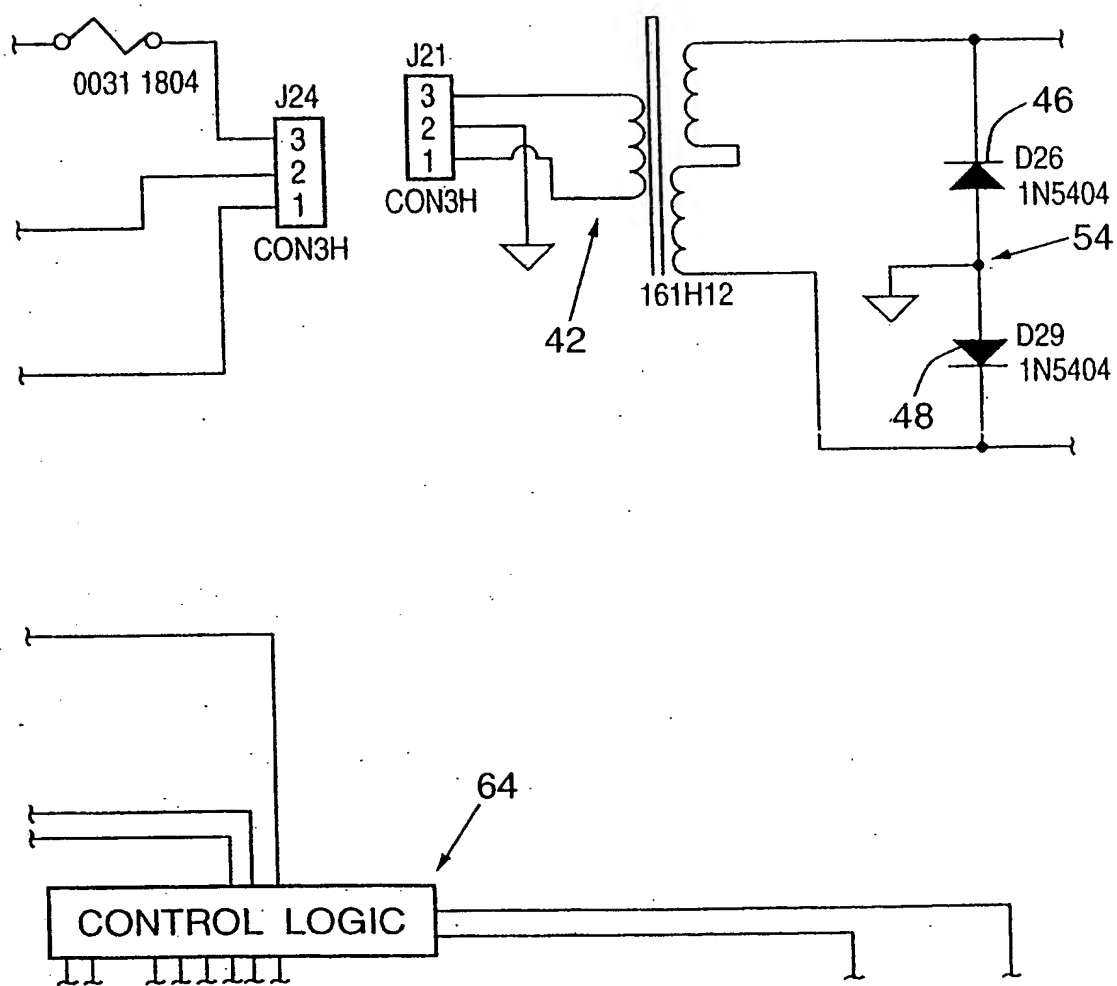 0031 1804
J24
3
2
1
CON3H
J21
3
2
1
CON3H
42
161H12
46
D26
1N5404
54
D29
1N5404
48
64
CONTROL LOGIC